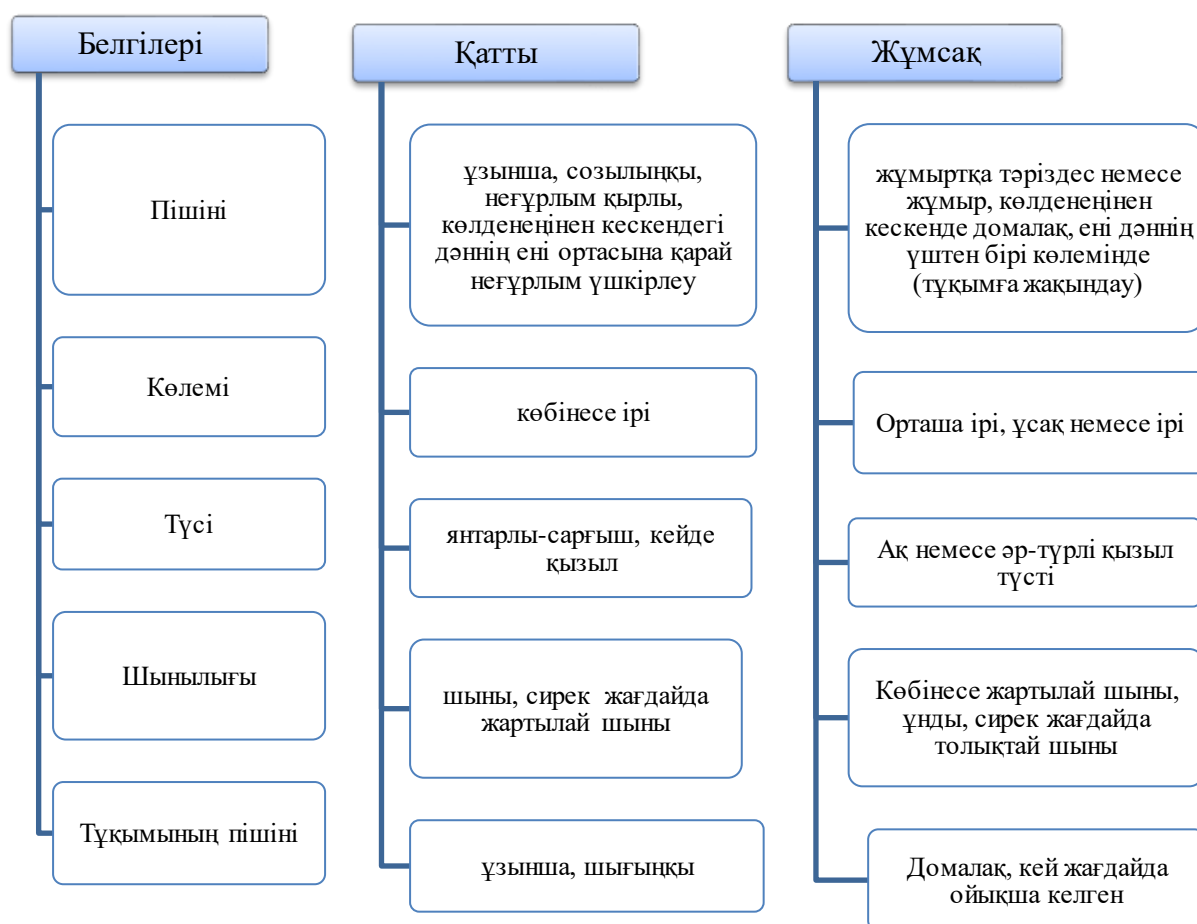 Белгілері
Пішіні
Көлемі
Түсі
Шынылығы
Тұқымының пішіні
Қатты
ұзынша, созылыңқы,
неғұрлым қырлы,
көлденеңінен кескендегі
дәннің ені ортасына қарай
неғұрлым үшкірлеу
көбінесе ірі
янтарлы-сарғыш, кейде
қызыл
шыны, сирек жағдайда
жартылай шыны
ұзынша, шығыңқы
Жұмсақ
жұмыртқа тәріздес немесе
жұмыр, көлденеңінен
кескенде домалақ, ені дәннің
үштен бірі көлемінде
(тұқымға жақындау)
Орташа ірі, ұсақ немесе ірі
Ақ немесе әр-түрлі қызыл
түсті
Көбінесе жартылай шыны,
ұнды, сирек жағдайда
толықтай шыны
Домалақ, кей жағдайда
ойықша келген